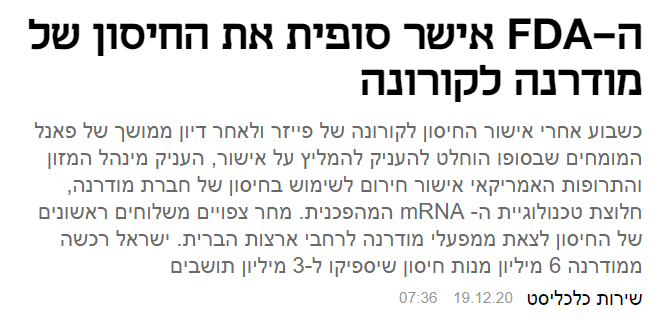 ה-FDA אישר סופית את החיסון של
מודרנה לקורונה
כשבוע אחרי אישור החיסון לקורונה של פייזר ולאחר דיון ממושך של פאנל
המומחים שבסופו הוחלט להעניק להמליץ על אישור, העניק מינהל המזון
והתרופות האמריקאי אישור חירום לשימוש בחיסון של חברת מודרנה,
חלוצת טכנולוגיית ה- mRNA המהפכנית. מחר צפויים משלוחים ראשונים
של החיסון לצאת ממפעלי מודרנה לרחבי ארצות הברית. ישראל רכשה
ממודרנה 6 מיליון מנות חיסון שיספיקו ל-3 מיליון תושבים
שירות כלכליסט 19.12.20 07:36